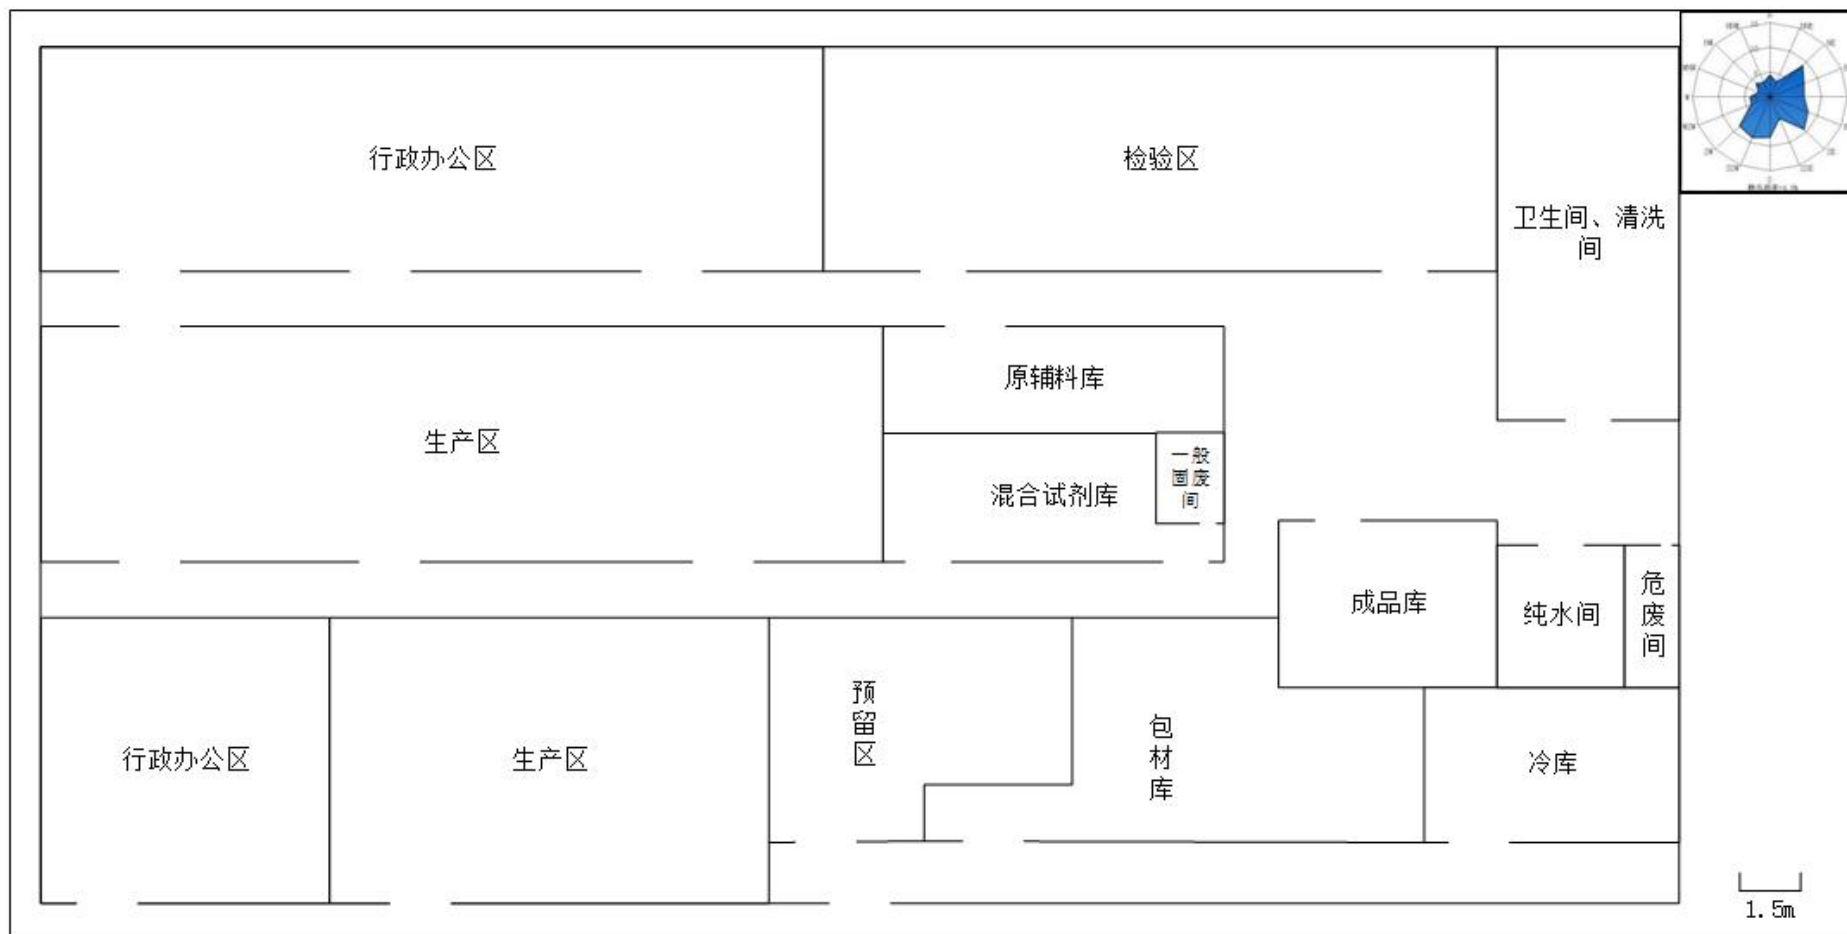 行政办公区
检验区
卫生间、清洗
间
原辅料库
生产区
一般
固废
间
混合试剂库
成品库
纯水间
危
废
间
预
留
区
包
材
库
行政办公区
生产区
冷库
1.5m